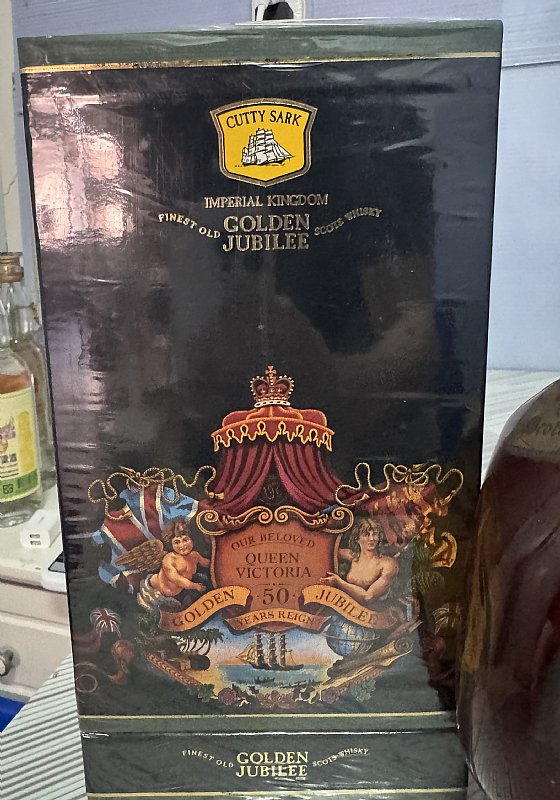 CUTTY SARK
IMPERIAL KINGDOM
FINEST OLD GOLDEN JUBILEE SCOTS WHISKY
OUR BELOVED
QUEEN
VICTORIA
50
GOLDEN JUBILEE
YEARS REIGN
FINEST OLD GOLDEN JUBILEE SCOTS WHISKY